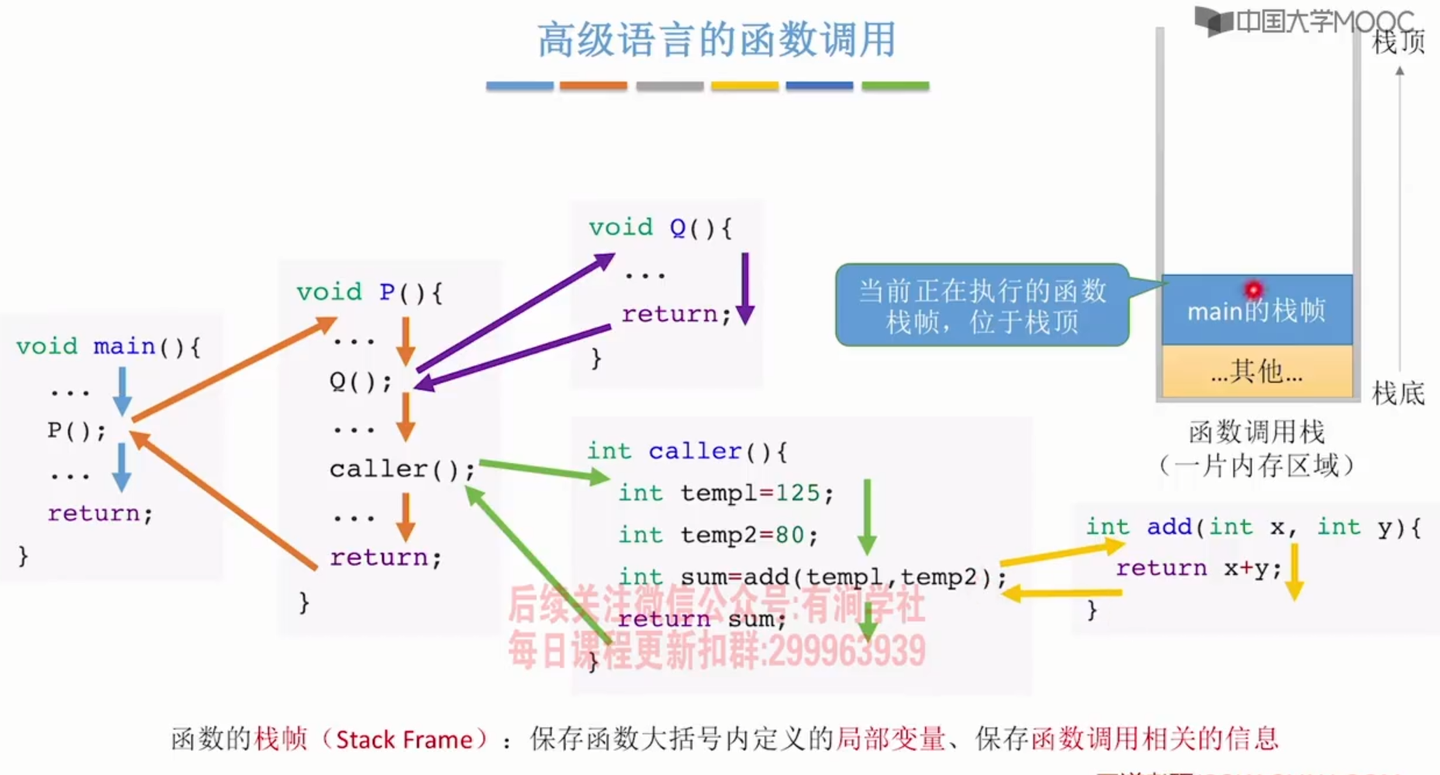 高级语言的函数调用
中国大学MOOC
栈顶
void main(){
...
P();
...
return;
}
void P(){
...
Q();
...
caller();
...
return;
}
void Q(){
...
return;
}
int caller(){
int temp1=125;
int temp2=80;
int sum=add(temp1,temp2);
return sum;
}
int add(int x, int y){
return x+y;
}
当前正在执行的函数
栈帧，位于栈顶
main的栈帧
...其他...
栈底
函数调用栈
（一片内存区域）
后续关注微信公众号:有涧学社
每日课程更新扣群:299963939
函数的栈帧（Stack Frame）：保存函数大括号内定义的局部变量、保存函数调用相关的信息